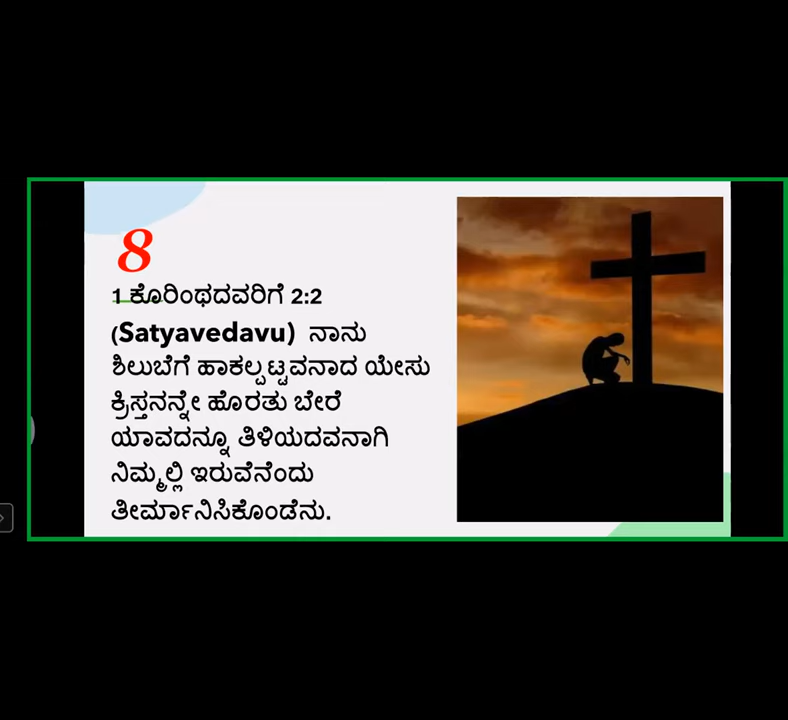 8
1 ಕೊರಿಂಥದವರಿಗೆ 2:2
(Satyavedavu) ನಾನು
ಶಿಲುಬೆಗೆ ಹಾಕಲ್ಪಟ್ಟವನಾದ ಯೇಸು
ಕ್ರಿಸ್ತನನ್ನೇ ಹೊರತು ಬೇರೆ
ಯಾವದನ್ನೂ ತಿಳಿಯದವನಾಗಿ
ನಿಮ್ಮಲ್ಲಿ ಇರುವೆನೆಂದು
ತೀರ್ಮಾನಿಸಿಕೊಂಡೆನು.